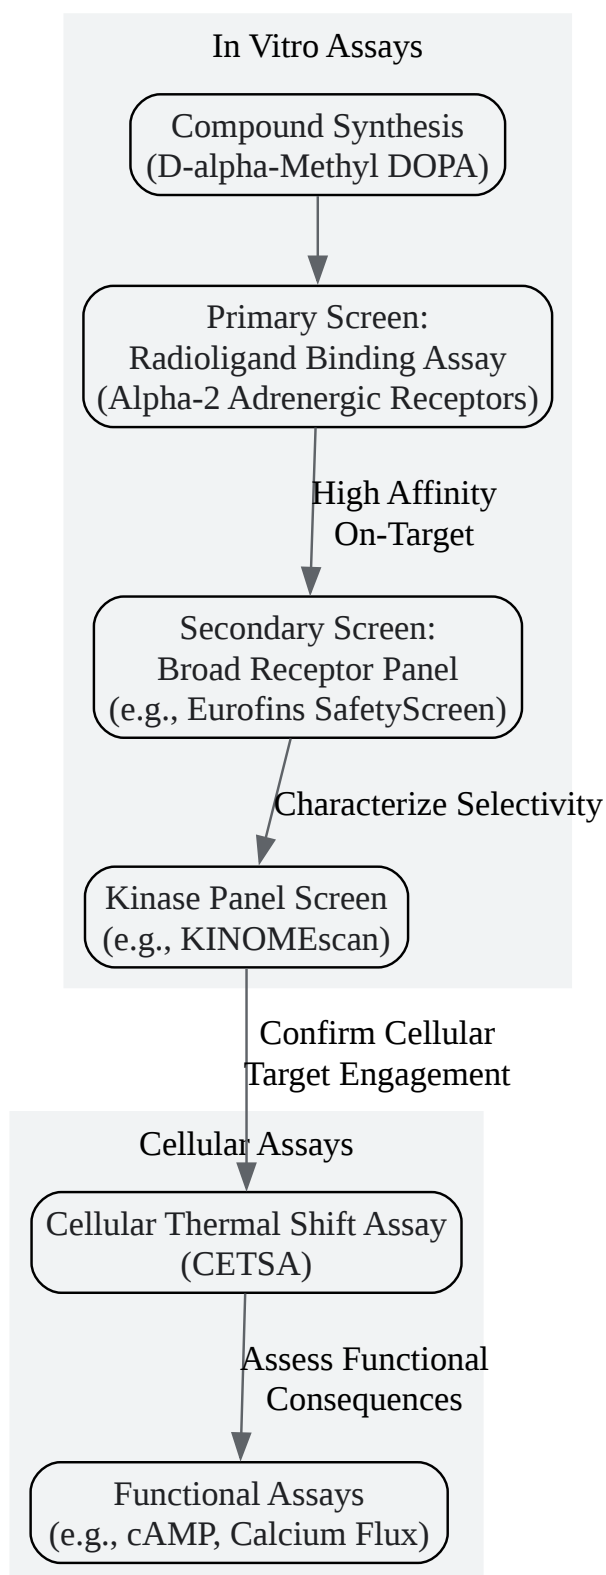 In Vitro Assays
Compound Synthesis
(D-alpha-Methyl DOPA)
Primary Screen:
Radioligand Binding Assay
(Alpha-2 Adrenergic Receptors)
High Affinity
On-Target
Secondary Screen:
Broad Receptor Panel
(e.g., Eurofins SafetyScreen)
Characterize Selectivity
Kinase Panel Screen
(e.g., KINOMEscan)
Confirm Cellular
Target Engagement
Cellular Assays
Cellular Thermal Shift Assay
(CETSA)
Assess Functional
Consequences
Functional Assays
(e.g., cAMP, Calcium Flux)